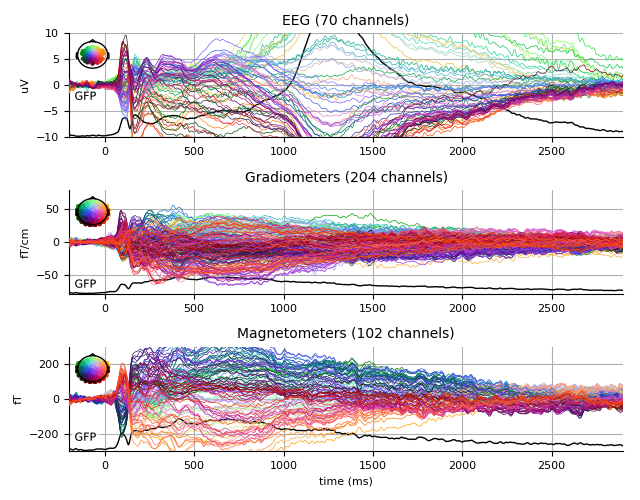 EEG (70 channels)
10
5
0
−5
−10
uV
GFP
0 500 1000 1500 2000 2500
Gradiometers (204 channels)
50
0
−50
fT/cm
GFP
0 500 1000 1500 2000 2500
Magnetometers (102 channels)
200
0
−200
fT
GFP
0 500 1000 1500 2000 2500
time (ms)